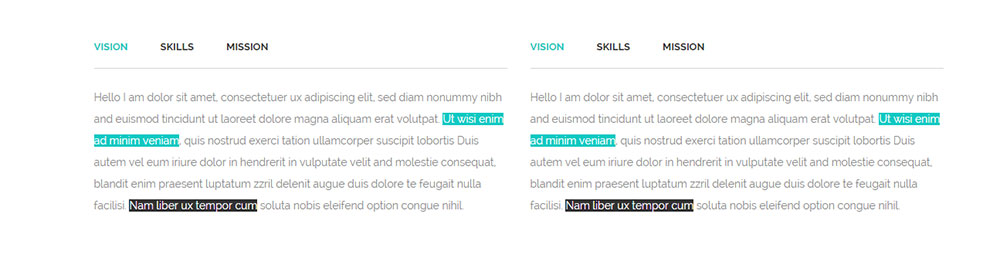 VISION SKILLS MISSION
Hello I am dolor sit amet, consectetuer ux adipiscing elit, sed diam nonummy nibh
and euismod tincidunt ut laoreet dolore magna aliquam erat volutpat. Ut wisi enim
ad minim veniam, quis nostrud exerci tation ullamcorper suscipit lobortis Duis
autem vel eum iriure dolor in hendrerit in vulputate velit and molestie consequat,
blandit enim praesent luptatum zzril delenit augue duis dolore te feugait nulla
facilisi. Nam liber ux tempor cum soluta nobis eleifend option congue nihil.
VISION SKILLS MISSION
Hello I am dolor sit amet, consectetuer ux adipiscing elit, sed diam nonummy nibh
and euismod tincidunt ut laoreet dolore magna aliquam erat volutpat. Ut wisi enim
ad minim veniam, quis nostrud exerci tation ullamcorper suscipit lobortis Duis
autem vel eum iriure dolor in hendrerit in vulputate velit and molestie consequat,
blandit enim praesent luptatum zzril delenit augue duis dolore te feugait nulla
facilisi. Nam liber ux tempor cum soluta nobis eleifend option congue nihil.